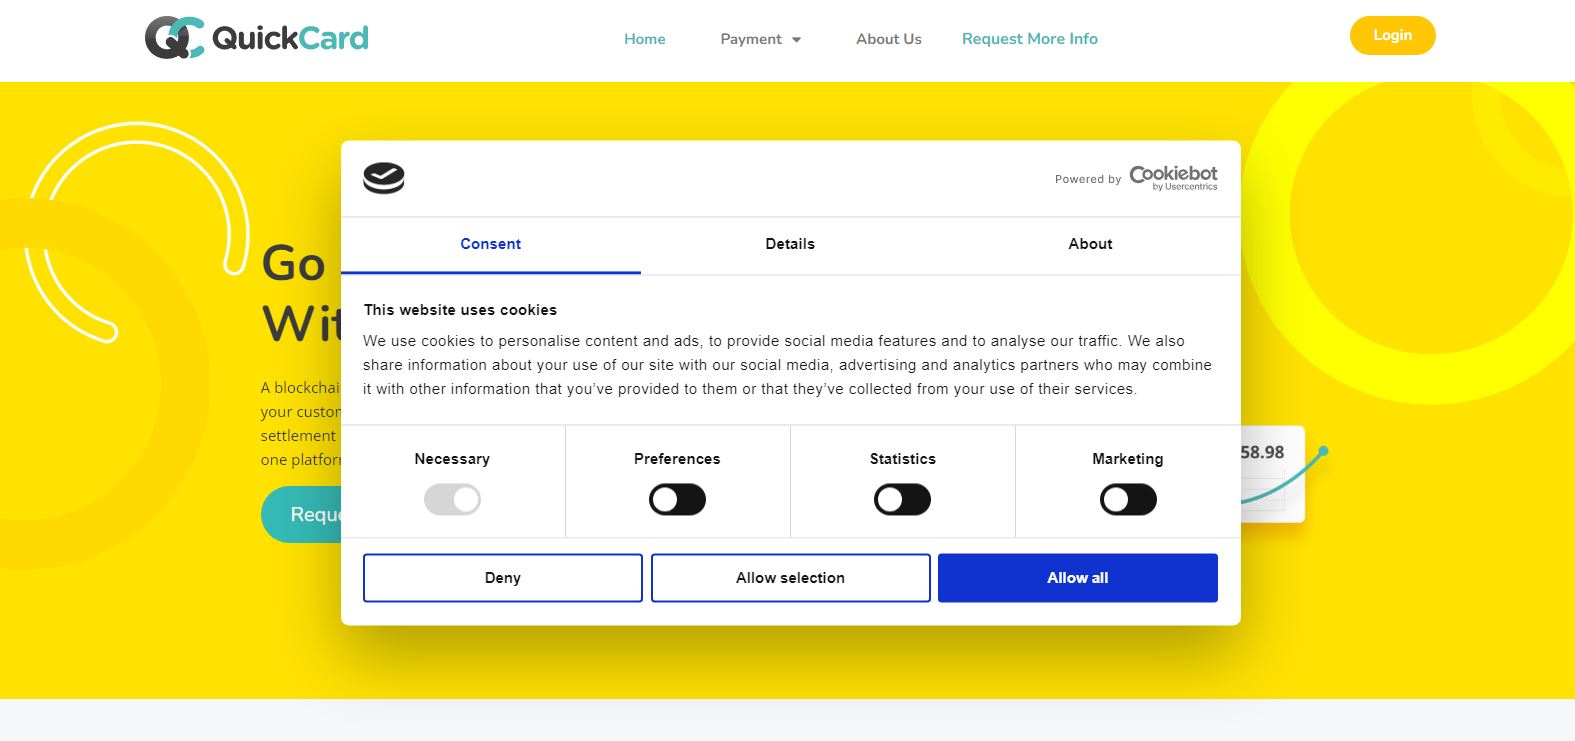 QC QuickCard
Home Payment About Us Request More Info
Login
Powered by Cookiebot
by Usercentrics
Consent Details About
Go
This website uses cookies
We use cookies to personalise content and ads, to provide social media features and to analyse our traffic. We also
share information about your use of our site with our social media, advertising and analytics partners who may combine
it with other information that you’ve provided to them or that they’ve collected from your use of their services.
A
your
settlement
one
58.98
Necessary Preferences Statistics Marketing
Deny Allow selection Allow all